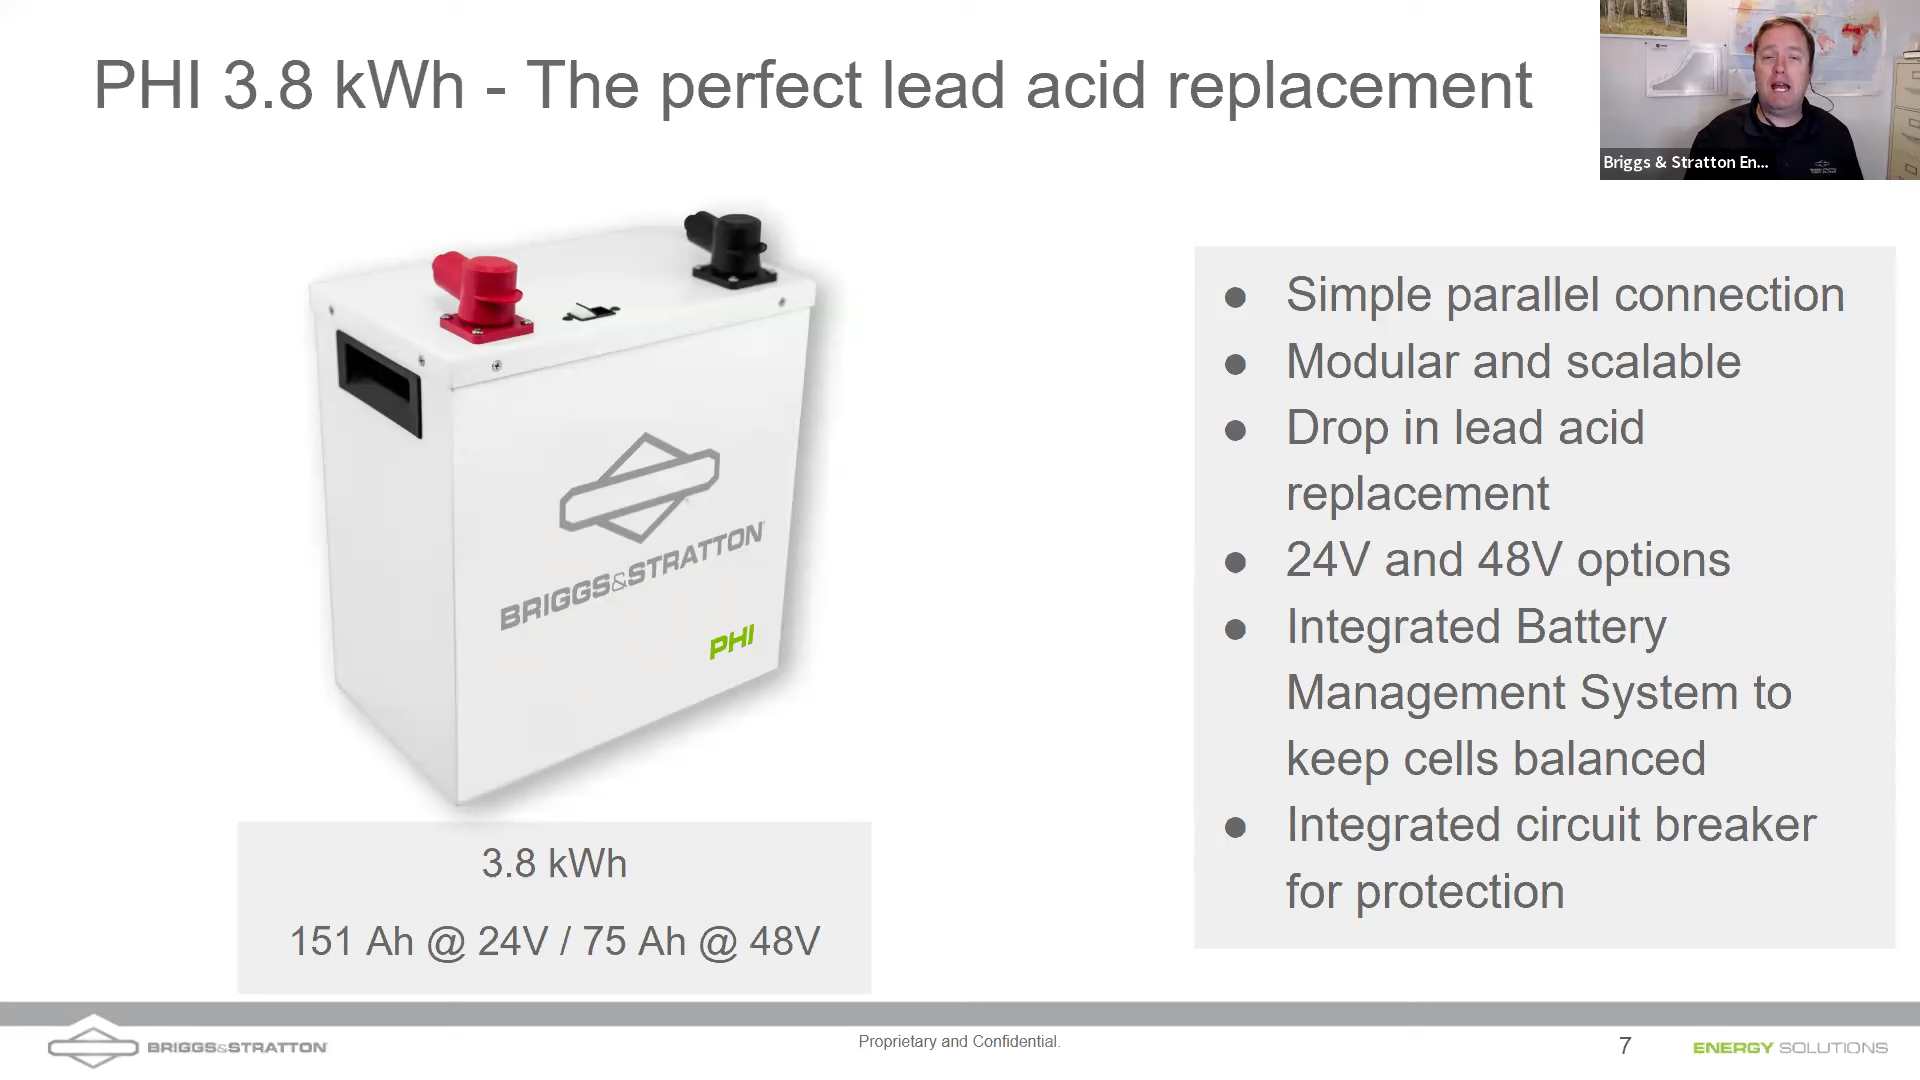 PHI 3.8 kWh - The perfect lead acid replacement
Briggs & Stratton En...
BRIGGS&STRATTON
PHI
3.8 kWh
151 Ah @ 24V / 75 Ah @ 48V
● Simple parallel connection
● Modular and scalable
● Drop in lead acid
replacement
● 24V and 48V options
● Integrated Battery
Management System to
keep cells balanced
● Integrated circuit breaker
for protection
BRIGGS&STRATTON
Proprietary and Confidential.
7
ENERGY SOLUTIONS